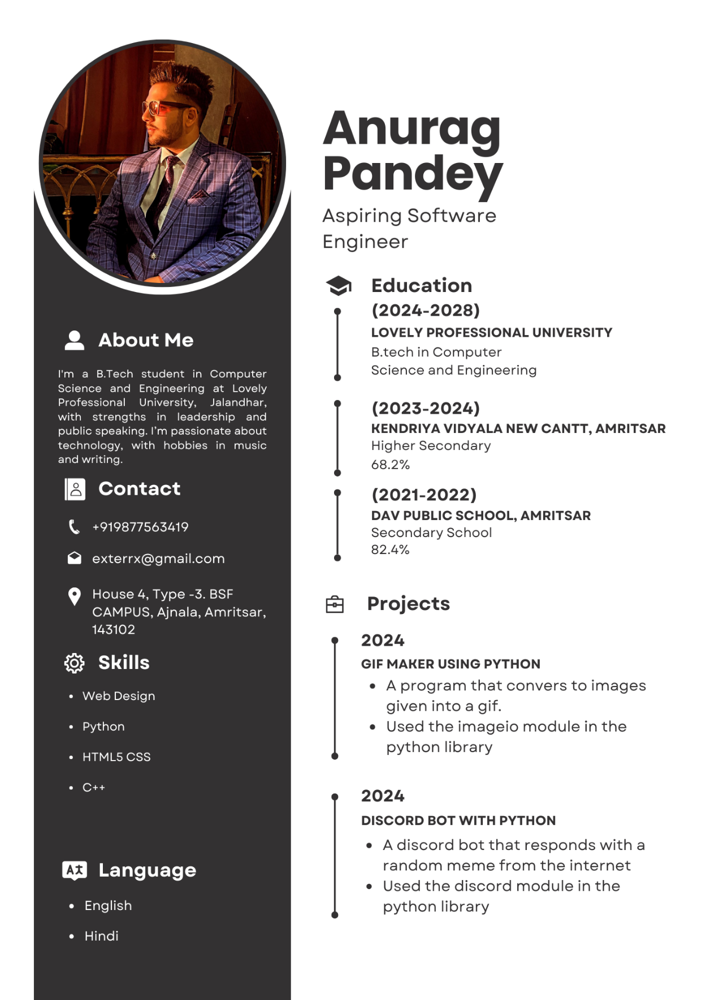 Anurag
Pandey
Aspiring Software
Engineer
About Me
I'm a B.Tech student in Computer
Science and Engineering at Lovely
Professional University, Jalandhar,
with strengths in leadership and
public speaking. I’m passionate about
technology, with hobbies in music
and writing.
Contact
+919877563419
exterrx@gmail.com
House 4, Type -3. BSF
CAMPUS, Ajnala, Amritsar,
143102
Skills
• Web Design
• Python
• HTML5 CSS
• C++
Language
• English
• Hindi
Education
(2024-2028)
LOVELY PROFESSIONAL UNIVERSITY
B.tech in Computer
Science and Engineering
(2023-2024)
KENDRIYA VIDYALA NEW CANTT, AMRITSAR
Higher Secondary
68.2%
(2021-2022)
DAV PUBLIC SCHOOL, AMRITSAR
Secondary School
82.4%
Projects
2024
GIF MAKER USING PYTHON
• A program that convers to images
given into a gif.
• Used the imageio module in the
python library
2024
DISCORD BOT WITH PYTHON
• A discord bot that responds with a
random meme from the internet
• Used the discord module in the
python library